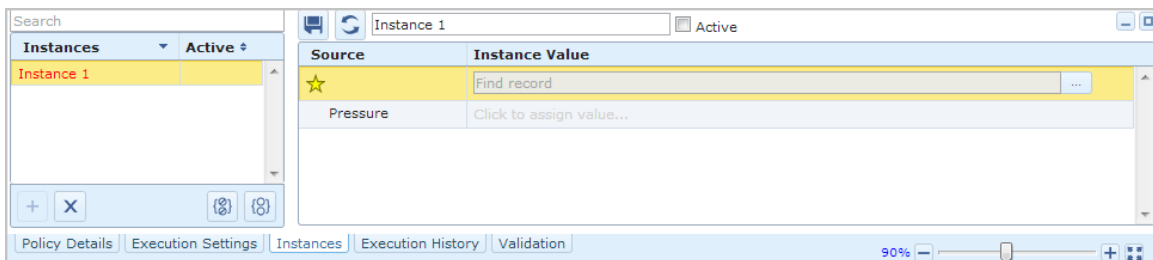 Search
Instances Active
Instance 1
Instance 1 Active
Source Instance Value
Find record ...
Pressure Click to assign value...
Policy Details Execution Settings Instances Execution History Validation
90%